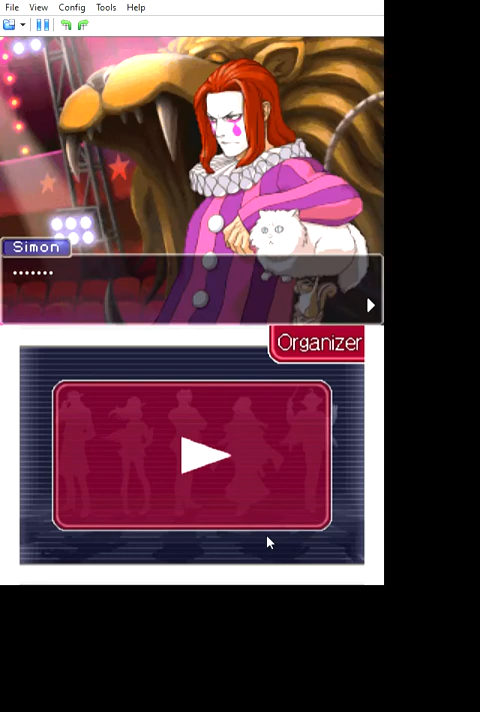 File View Config Tools Help
Simon
.......
Organizer